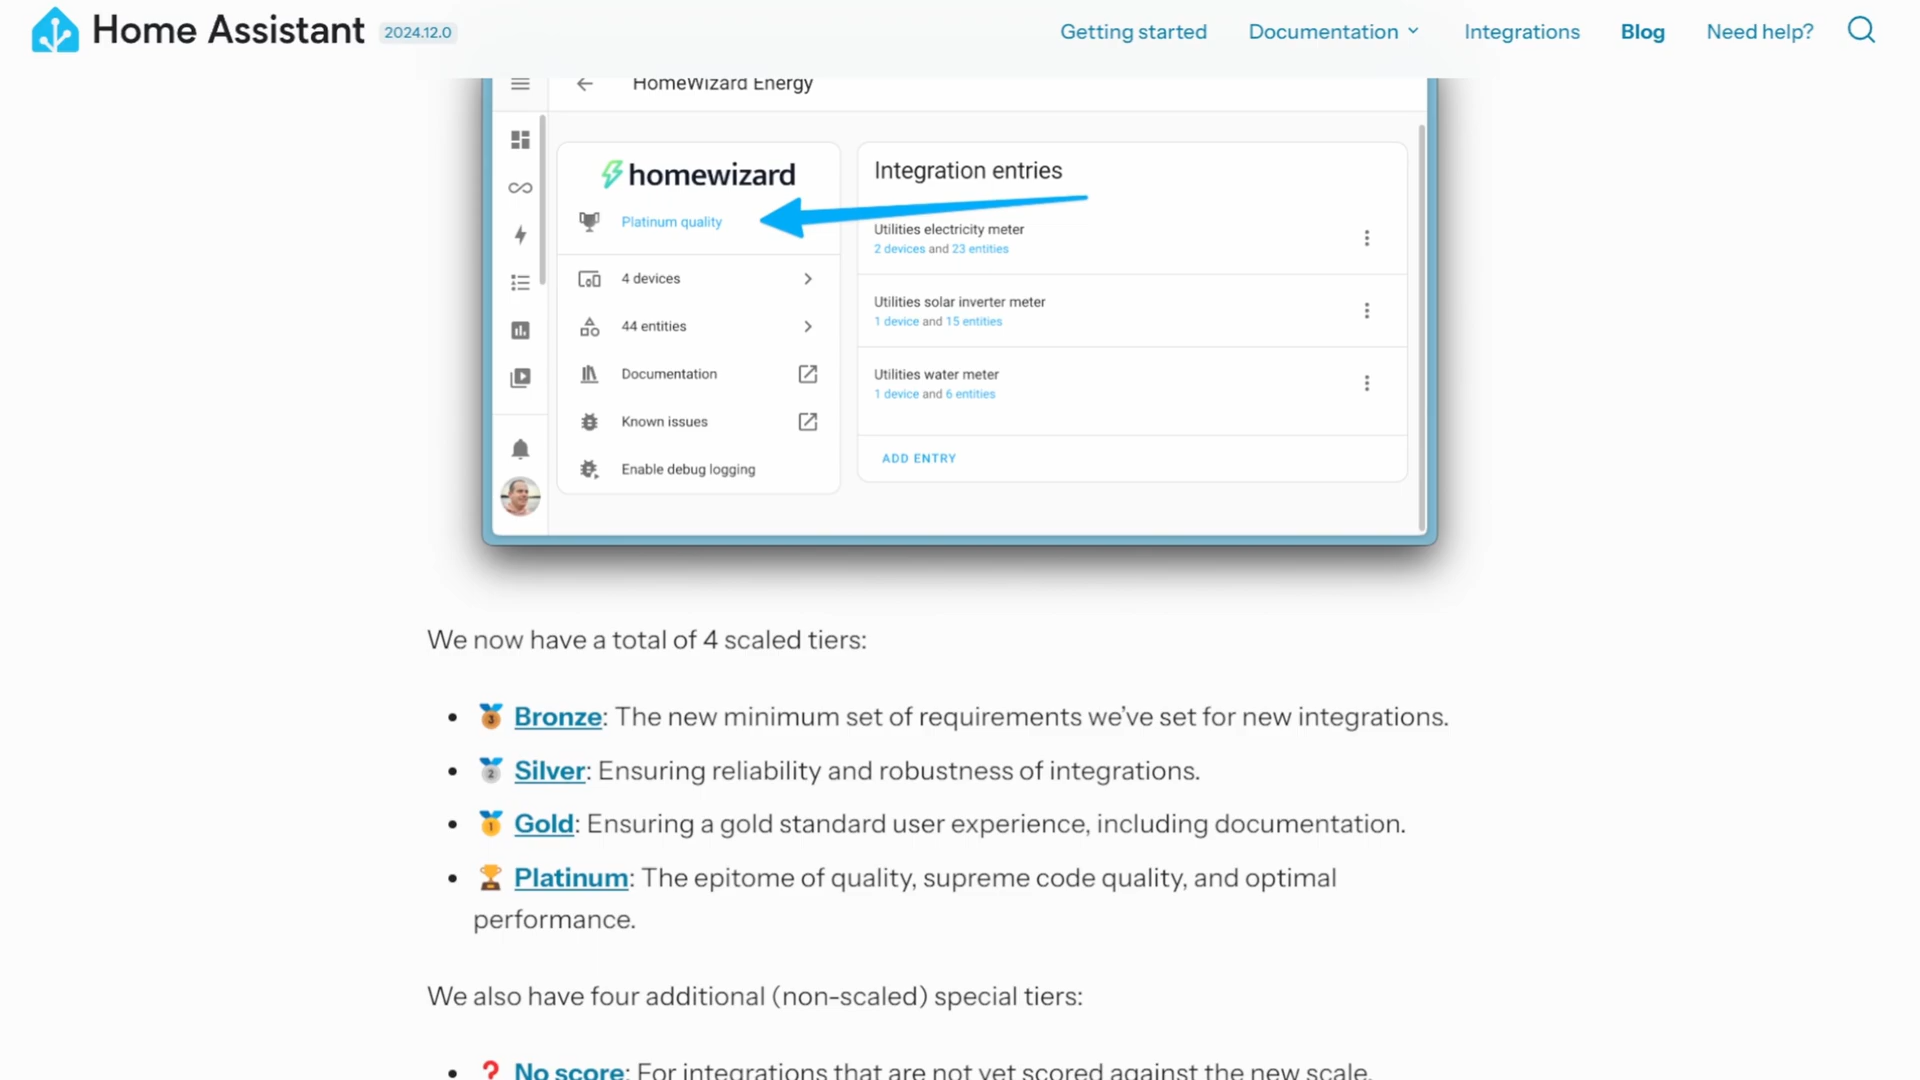 Home Assistant 2024.12.0
Getting started Documentation Integrations Blog Need help?
HomeWizard Energy
homewizard
Platinum quality
4 devices
44 entities
Documentation
Known issues
Enable debug logging
Integration entries
Utilities electricity meter
2 devices and 23 entities
Utilities solar inverter meter
1 device and 15 entities
Utilities water meter
1 device and 6 entities
ADD ENTRY
We now have a total of 4 scaled tiers:
• 🥉 Bronze: The new minimum set of requirements we’ve set for new integrations.
• 🥈 Silver: Ensuring reliability and robustness of integrations.
• 🥇 Gold: Ensuring a gold standard user experience, including documentation.
• 🏆 Platinum: The epitome of quality, supreme code quality, and optimal
performance.
We also have four additional (non-scaled) special tiers:
• ❓ No score: For integrations that are not yet scored against the new scale.